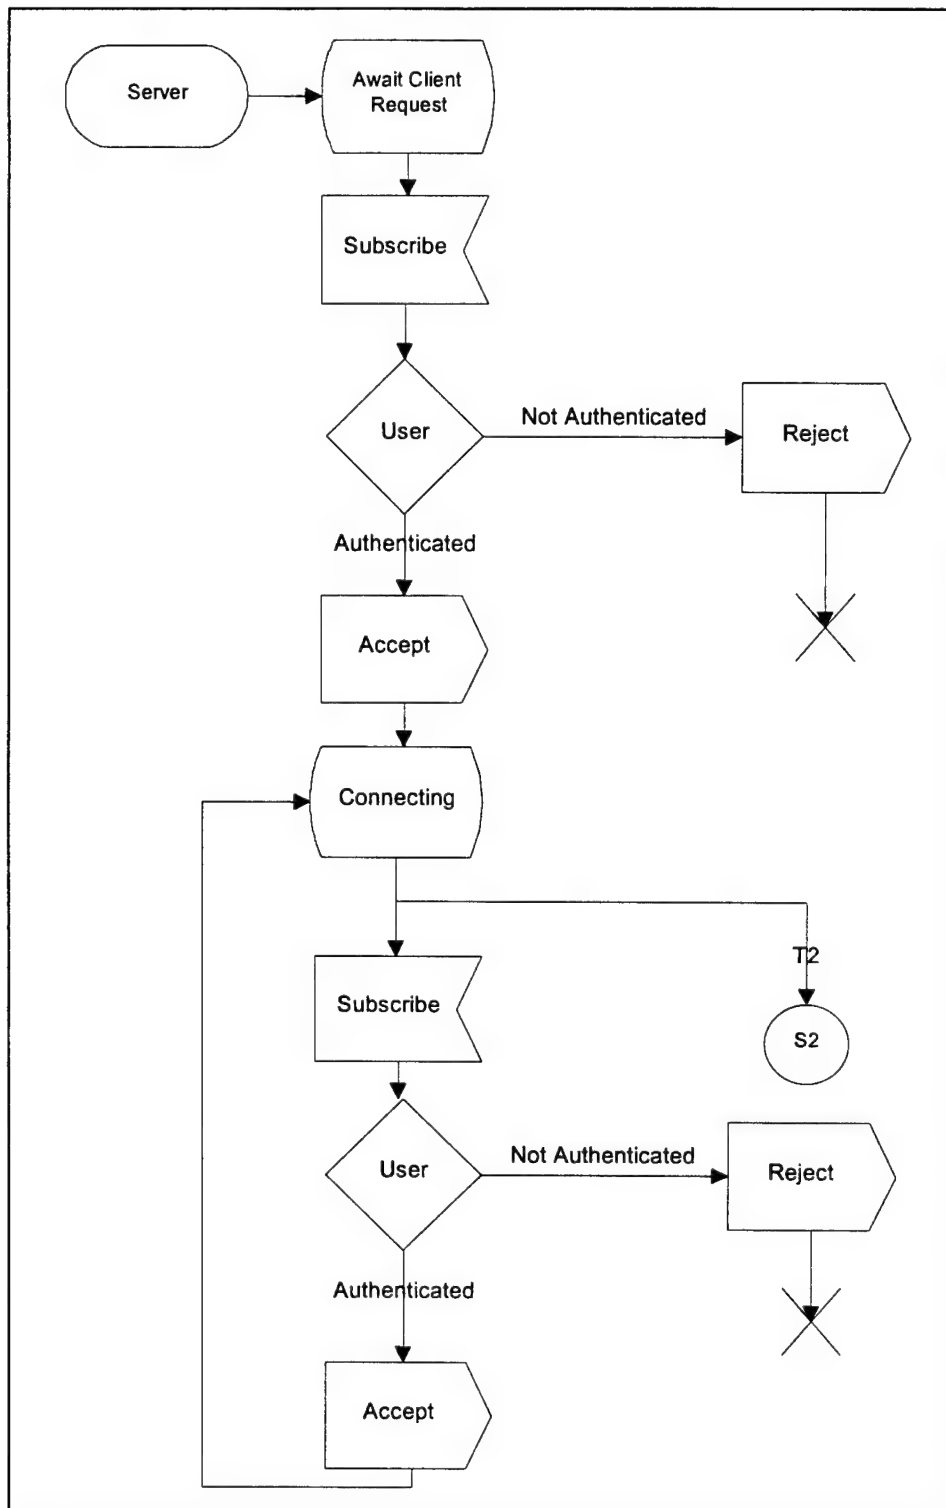 Server
Await Client
Request
Subscribe
User
Not Authenticated
Reject
Authenticated
Accept
Connecting
T2
Subscribe
S2
User
Not Authenticated
Reject
Authenticated
Accept